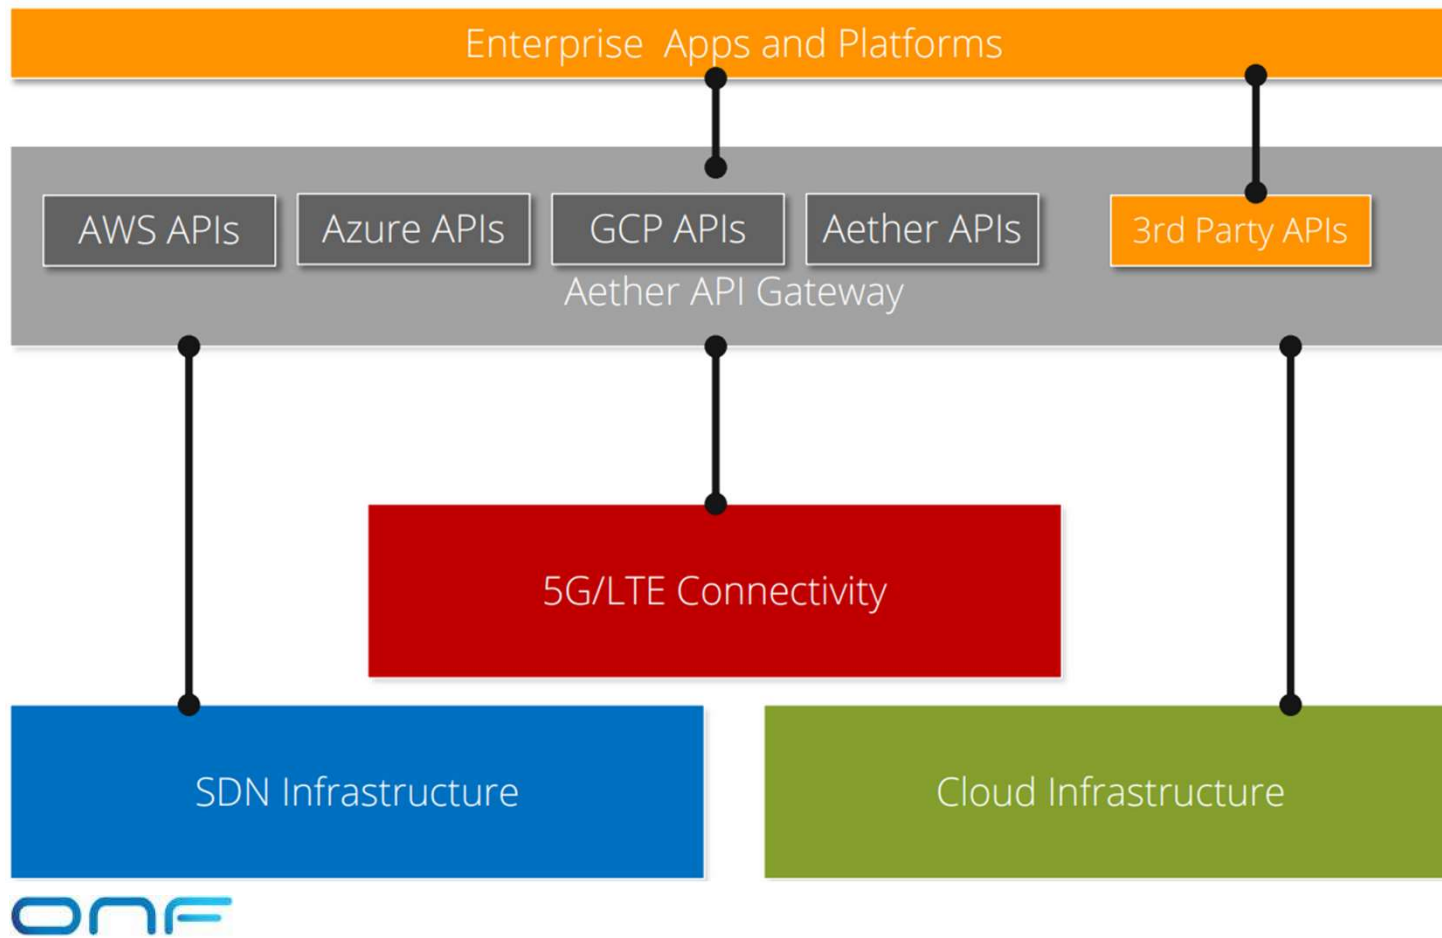 Enterprise Apps and Platforms
AWS APIs
Azure APIs
GCP APIs
Aether APIs
3rd Party APIs
Aether API Gateway
5G/LTE Connectivity
SDN Infrastructure
Cloud Infrastructure
ONF